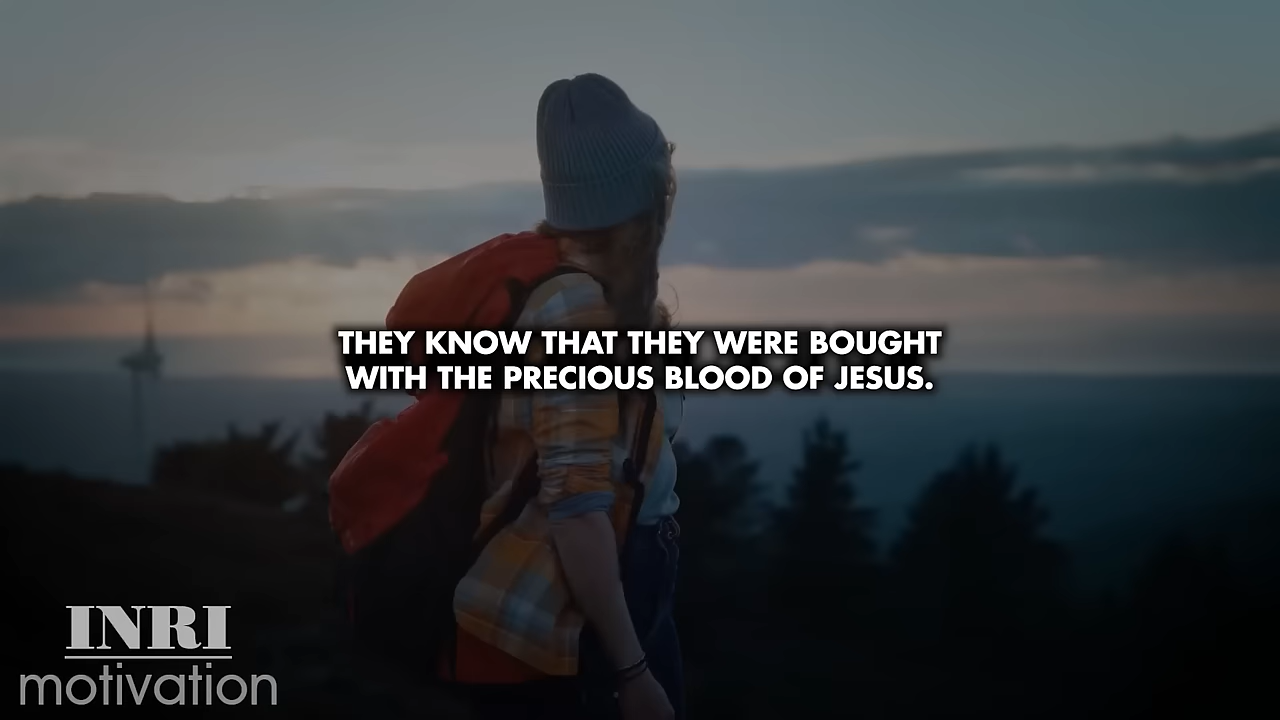 THEY KNOW THAT THEY WERE BOUGHT
WITH THE PRECIOUS BLOOD OF JESUS.
INRI
motivation